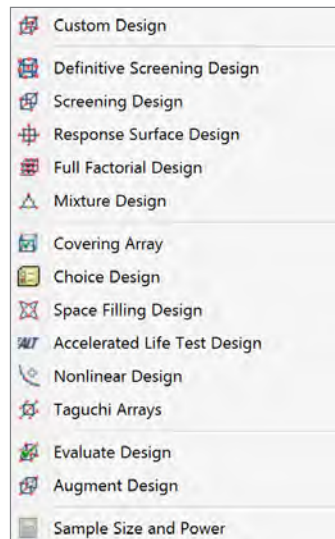 Custom Design
Definitive Screening Design
Screening Design
Response Surface Design
Full Factorial Design
Mixture Design
Covering Array
Choice Design
Space Filling Design
ALT Accelerated Life Test Design
Nonlinear Design
Taguchi Arrays
Evaluate Design
Augment Design
Sample Size and Power